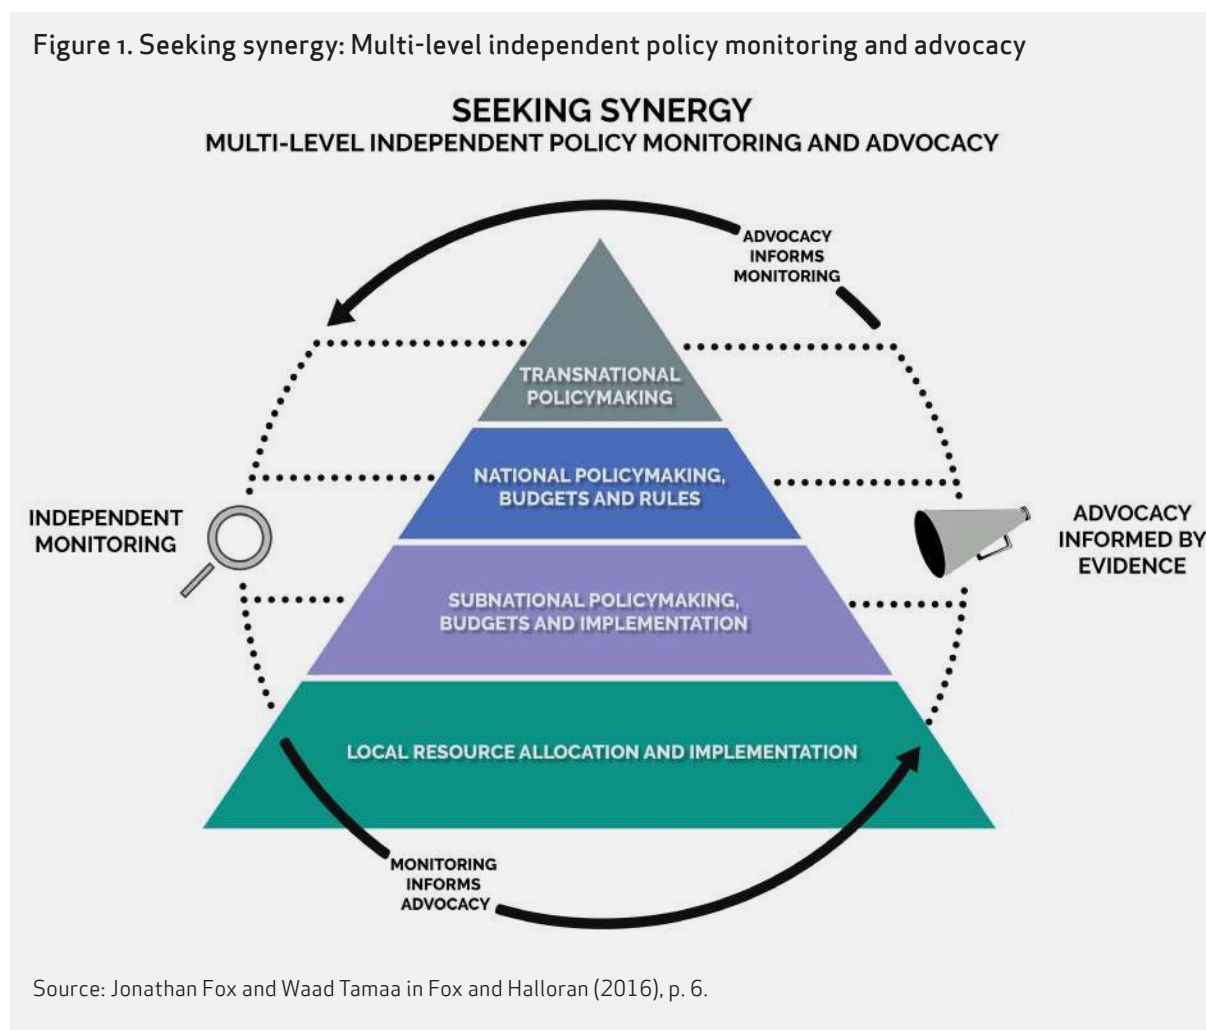 Figure 1. Seeking synergy: Multi-level independent policy monitoring and advocacy
SEEKING SYNERGY
MULTI-LEVEL INDEPENDENT POLICY MONITORING AND ADVOCACY
ADVOCACY
INFORMS
MONITORING
TRANSNATIONAL
POLICYMAKING
NATIONAL POLICYMAKING,
BUDGETS AND RULES
INDEPENDENT
MONITORING
ADVOCACY
INFORMED BY
EVIDENCE
SUBNATIONAL POLICYMAKING,
BUDGETS AND IMPLEMENTATION
LOCAL RESOURCE ALLOCATION AND IMPLEMENTATION
MONITORING
INFORMS
ADVOCACY
Source: Jonathan Fox and Waad Tamaa in Fox and Halloran (2016), p. 6.